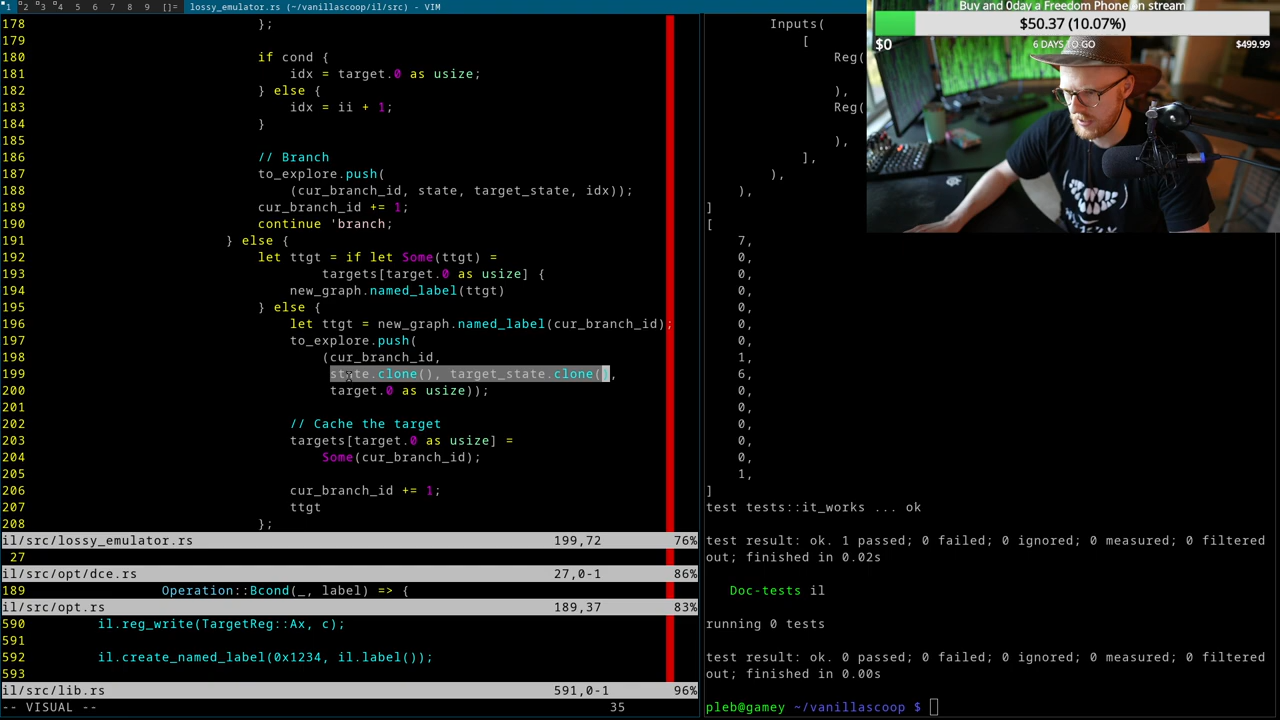 1 2 3 4 5 6 7 8 9 []= lossy_emulator.rs (~/vanillascoop/il/src) - VIM
178 };
179
180 if cond {
181 idx = target.0 as usize;
182 } else {
183 idx = ii + 1;
184 }
185
186 // Branch
187 to_explore.push(
188 (cur_branch_id, state, target_state, idx));
189 cur_branch_id += 1;
190 continue 'branch;
191 } else {
192 let ttgt = if let Some(ttgt) =
193 targets[target.0 as usize] {
194 new_graph.named_label(ttgt)
195 } else {
196 let ttgt = new_graph.named_label(cur_branch_id);
197 to_explore.push(
198 (cur_branch_id,
199 state.clone(), target_state.clone(),
200 target.0 as usize));
201
202 // Cache the target
203 targets[target.0 as usize] =
204 Some(cur_branch_id);
205
206 cur_branch_id += 1;
207 ttgt
208 };
il/src/lossy_emulator.rs 199,72 76%
27
il/src/opt/dce.rs 27,0-1 86%
189 Operation::Bcond(_, label) => {
il/src/opt.rs 189,37 83%
590 il.reg_write(TargetReg::Ax, c);
591
592 il.create_named_label(0x1234, il.label());
593
il/src/lib.rs 591,0-1 96%
-- VISUAL -- 35
Inputs(
[
Reg(
),
Reg(
),
],
),
),
]
[
7,
0,
0,
0,
0,
0,
0,
1,
6,
0,
0,
0,
0,
0,
1,
]
test tests::it_works ... ok
test result: ok. 1 passed; 0 failed; 0 ignored; 0 measured; 0 filtered
out; finished in 0.02s
Doc-tests il
running 0 tests
test result: ok. 0 passed; 0 failed; 0 ignored; 0 measured; 0 filtered
out; finished in 0.00s
pleb@gamey ~/vanillascoop $
Buy and 0day a Freedom Phone on stream
$50.37 (10.07%)
$0 6 DAYS TO GO $499.99